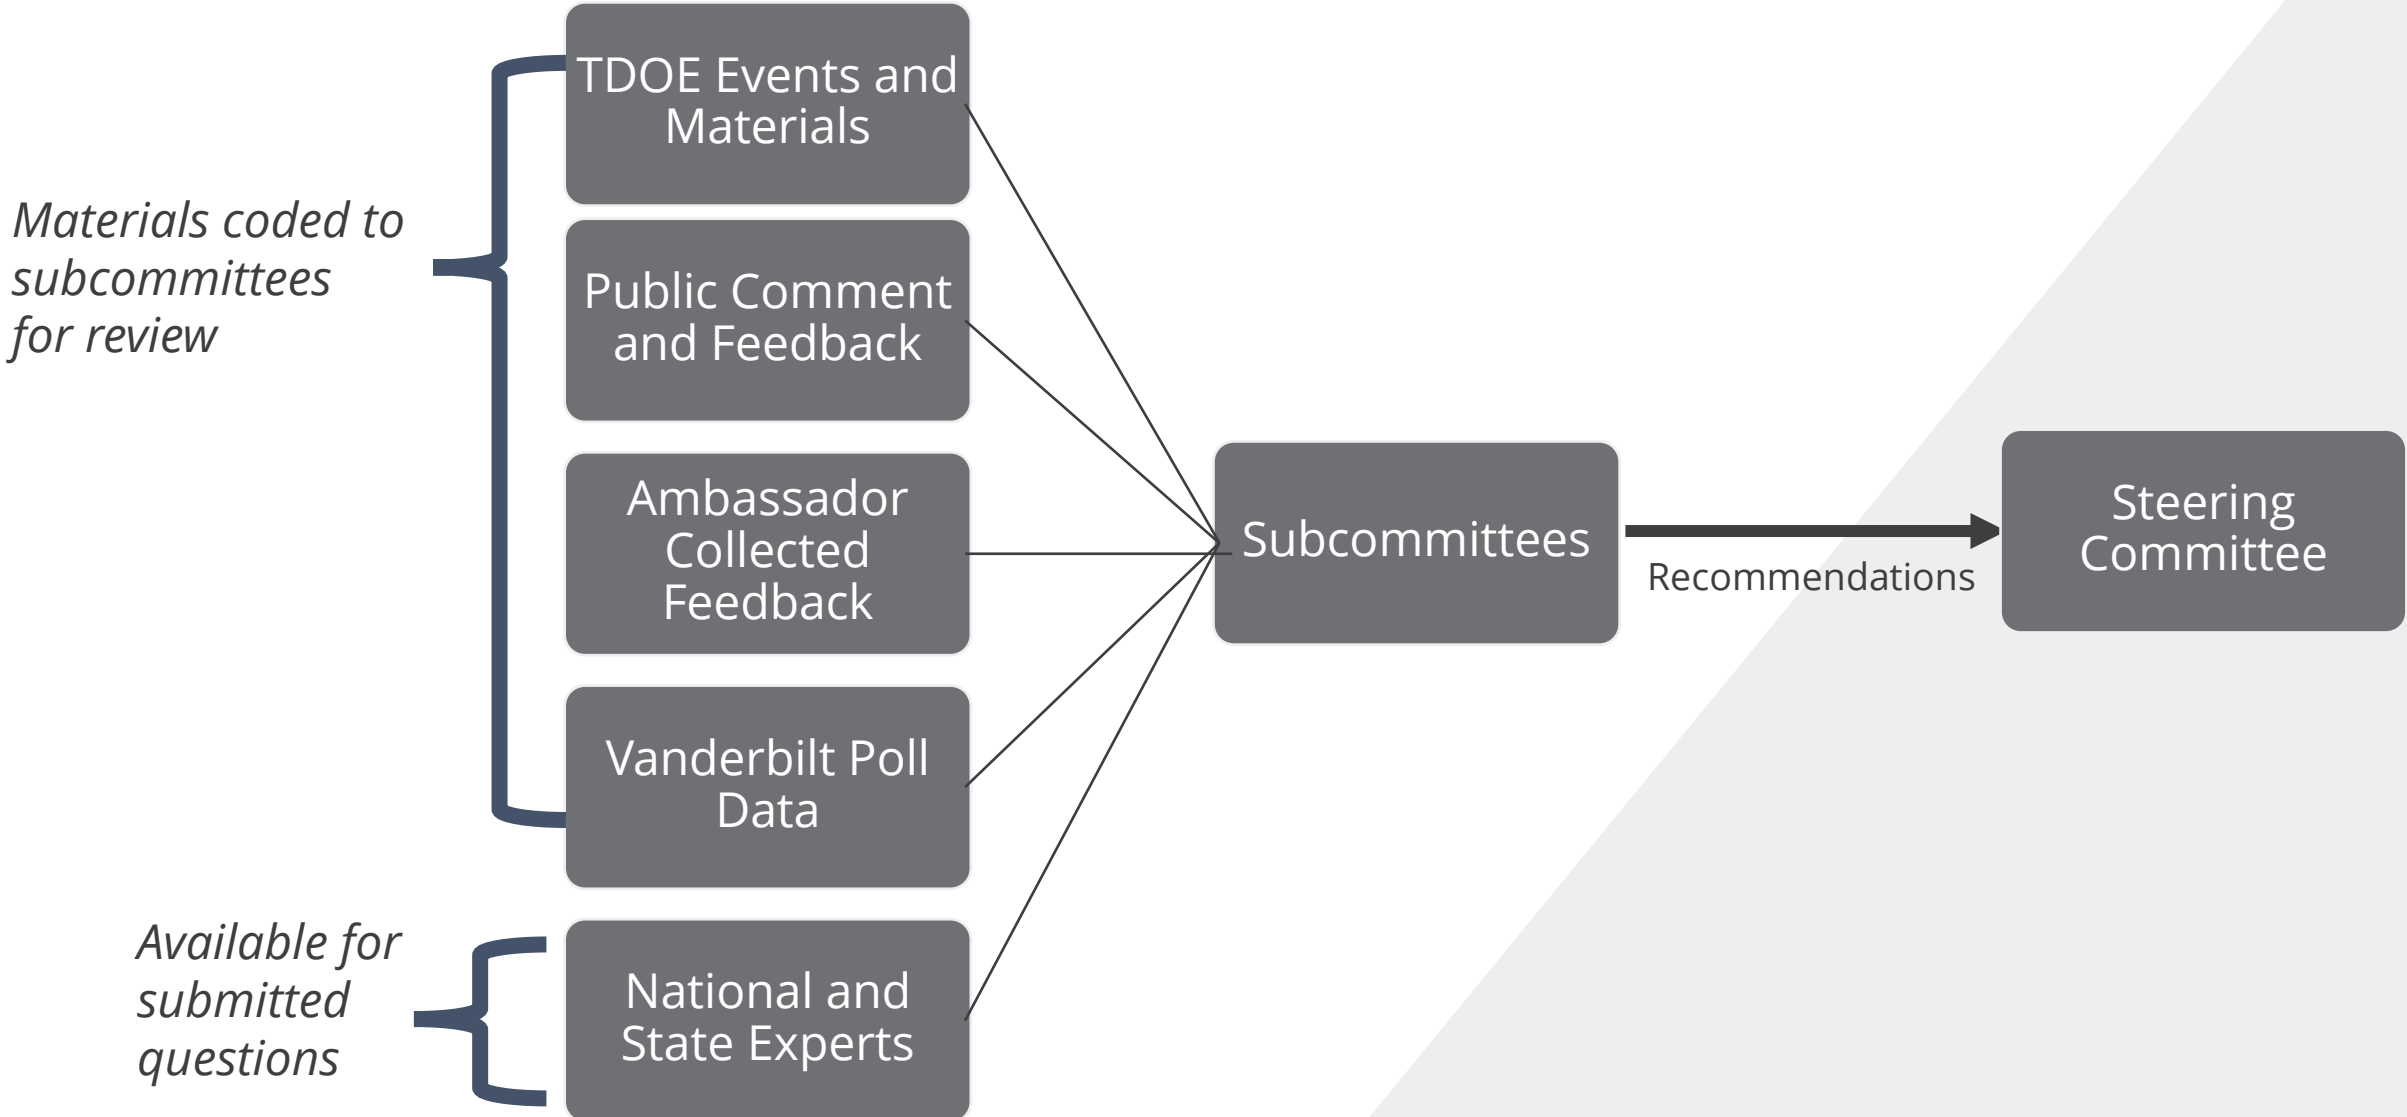 Materials coded to
subcommittees
for review
TDOE Events and
Materials
Public Comment
and Feedback
Ambassador
Collected
Feedback
Vanderbilt Poll
Data
Available for
submitted
questions
National and
State Experts
Subcommittees
Recommendations
Steering
Committee